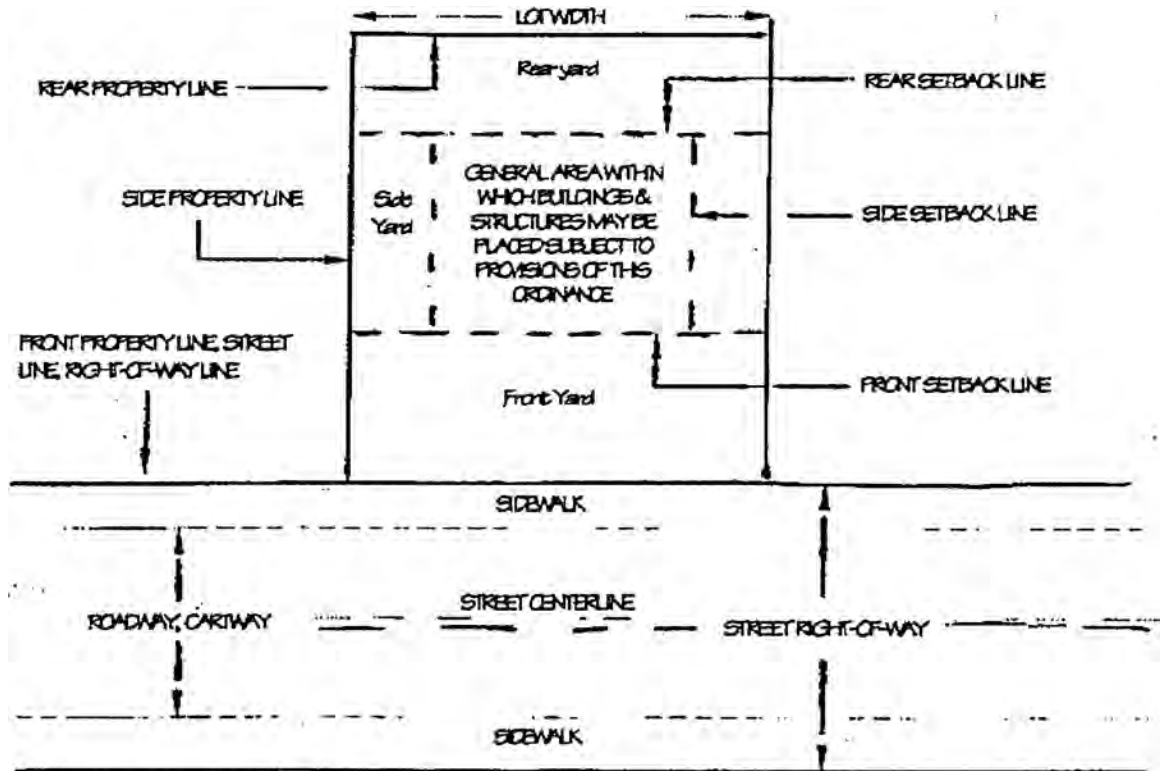 LOT WIDTH
Rear yard
REAR PROPERTY LINE
REAR SETBACK LINE
GENERAL AREA WITHIN
WHICH BUILDINGS &
STRUCTURES MAY BE
PLACED SUBJECT TO
PROVISIONS OF THIS
ORDINANCE
SIDE PROPERTY LINE
Yard
SIDE SETBACK LINE
FRONT PROPERTY LINE, STREET
LINE, RIGHT-OF-WAY LINE
Front Yard
FRONT SETBACK LINE
SIDEWALK
STREET CENTERLINE
ROADWAY, CARTWAY
STREET RIGHT-OF-WAY
SIDEWALK